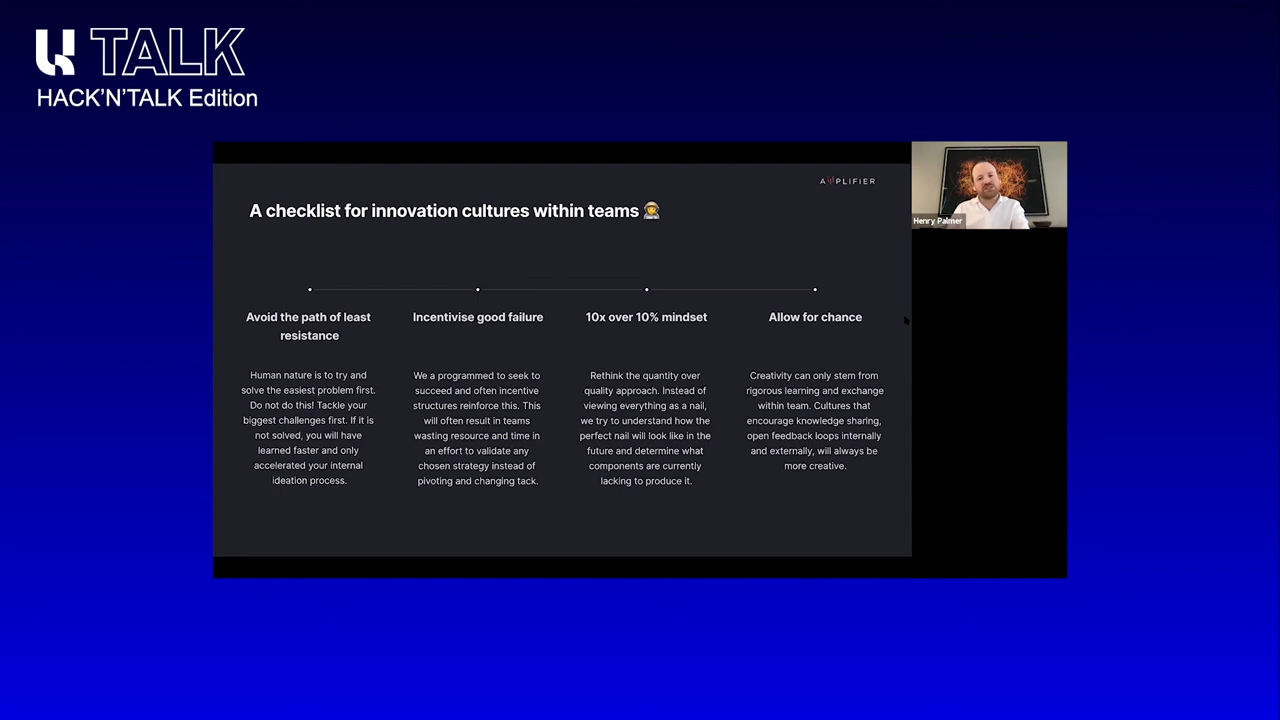 TALK
HACK'N'TALK Edition
AMPLIFIER
Henry Palmer
A checklist for innovation cultures within teams 🧑‍🚀
Avoid the path of least
resistance
Human nature is to try and
solve the easiest problem first.
Do not do this! Tackle your
biggest challenges first. If it is
not solved, you will have
learned faster and only
accelerated your internal
ideation process.
Incentivise good failure
We a programmed to seek to
succeed and often incentive
structures reinforce this. This
will often result in teams
wasting resource and time in
an effort to validate any
chosen strategy instead of
pivoting and changing tack.
10x over 10% mindset
Rethink the quantity over
quality approach. Instead of
viewing everything as a nail,
we try to understand how the
perfect nail will look like in the
future and determine what
components are currently
lacking to produce it.
Allow for chance
Creativity can only stem from
rigorous learning and exchange
within team. Cultures that
encourage knowledge sharing,
open feedback loops internally
and externally, will always be
more creative.